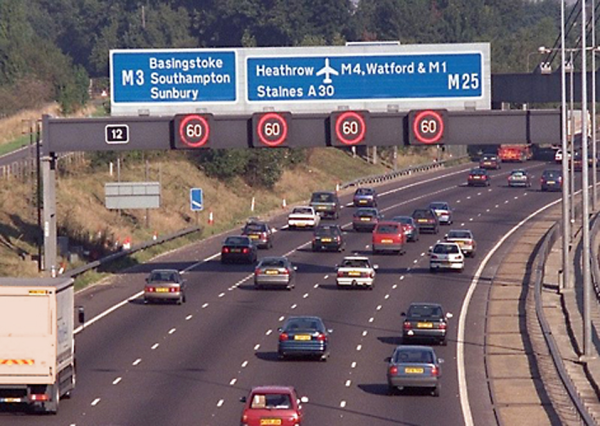 M3
Basingstoke
Southampton
Sunbury
Heathrow M4, Watford & M1
Staines A30
M25
12
60
60
60
60